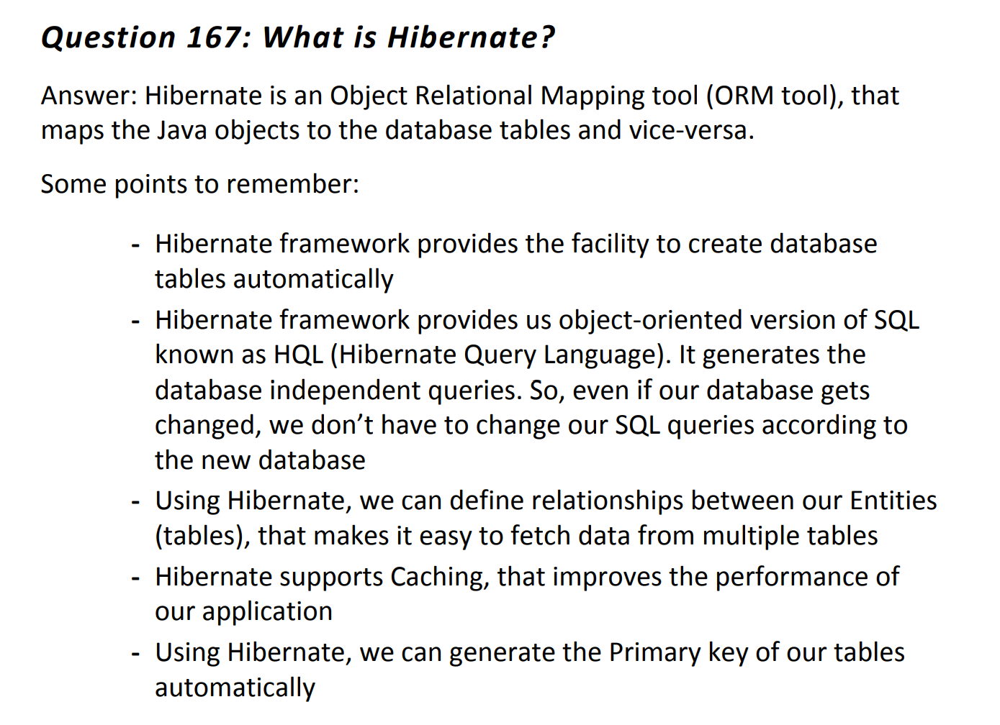 Question 167: What is Hibernate?
Answer: Hibernate is an Object Relational Mapping tool (ORM tool), that
maps the Java objects to the database tables and vice-versa.
Some points to remember:
- Hibernate framework provides the facility to create database
tables automatically
- Hibernate framework provides us object-oriented version of SQL
known as HQL (Hibernate Query Language). It generates the
database independent queries. So, even if our database gets
changed, we don’t have to change our SQL queries according to
the new database
- Using Hibernate, we can define relationships between our Entities
(tables), that makes it easy to fetch data from multiple tables
- Hibernate supports Caching, that improves the performance of
our application
- Using Hibernate, we can generate the Primary key of our tables
automatically